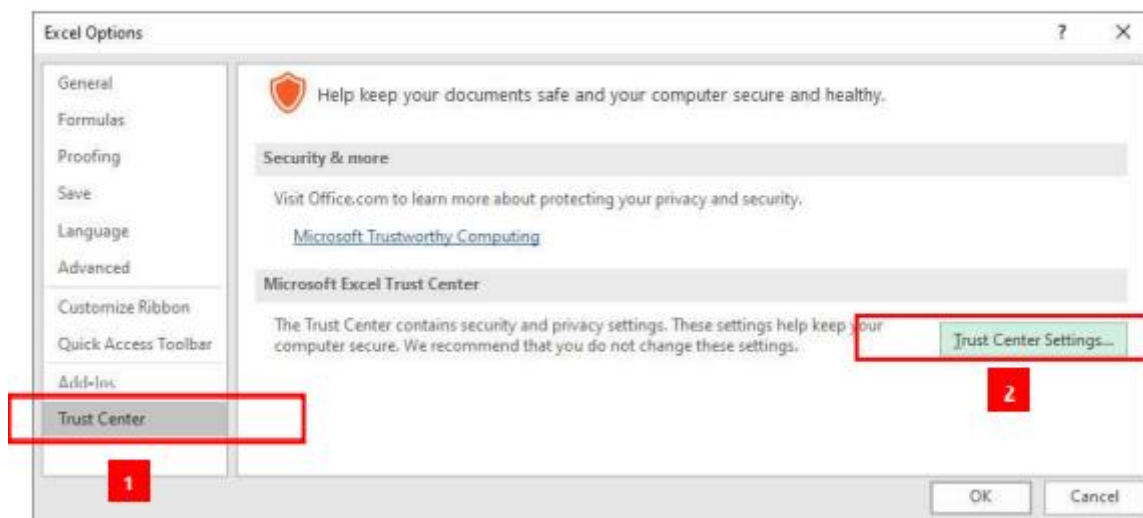 Excel Options
?
×
General
Formulas
Proofing
Save
Language
Advanced
Customize Ribbon
Quick Access Toolbar
Add-Ins
Trust Center
1
Help keep your documents safe and your computer secure and healthy.
Security & more
Visit Office.com to learn more about protecting your privacy and security.
Microsoft Trustworthy Computing
Microsoft Excel Trust Center
The Trust Center contains security and privacy settings. These settings help keep your
computer secure. We recommend that you do not change these settings.
Trust Center Settings...
2
OK
Cancel